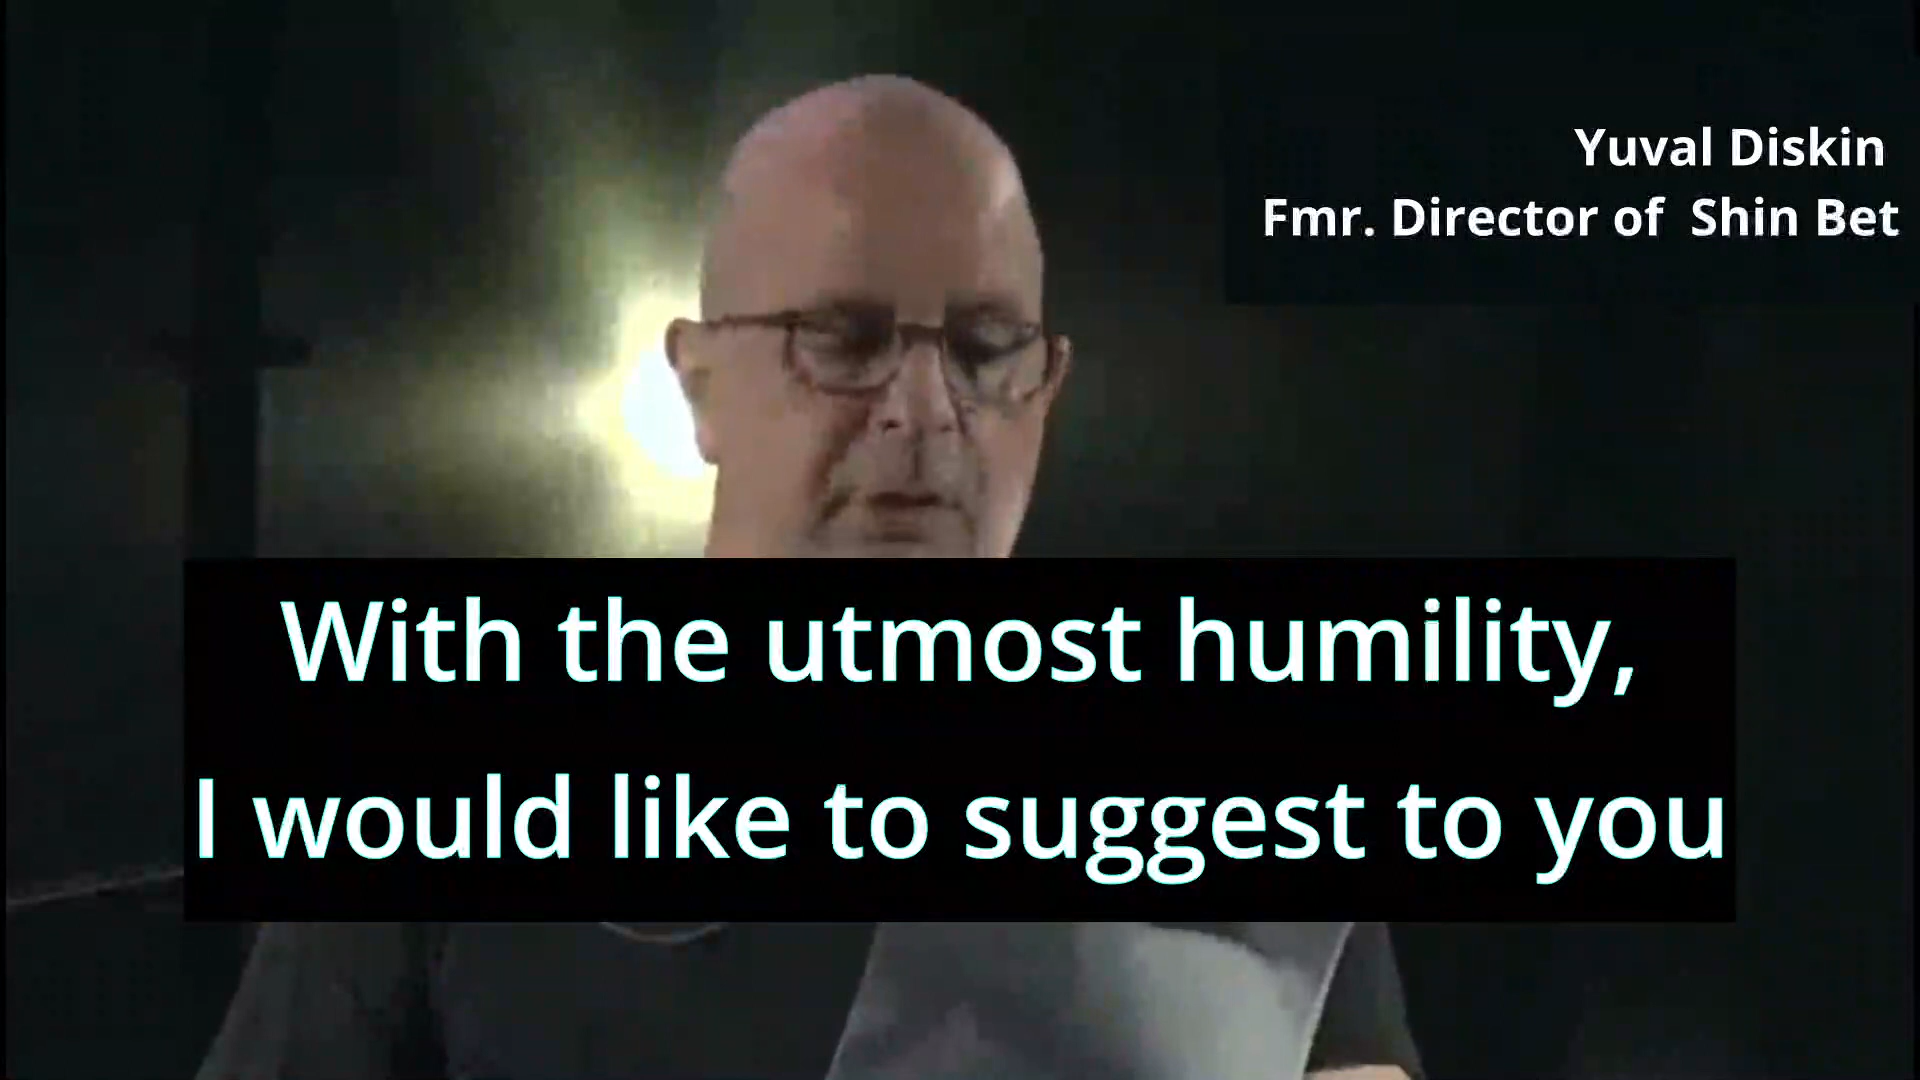 Yuval Diskin
Fmr. Director of Shin Bet
With the utmost humility,
I would like to suggest to you